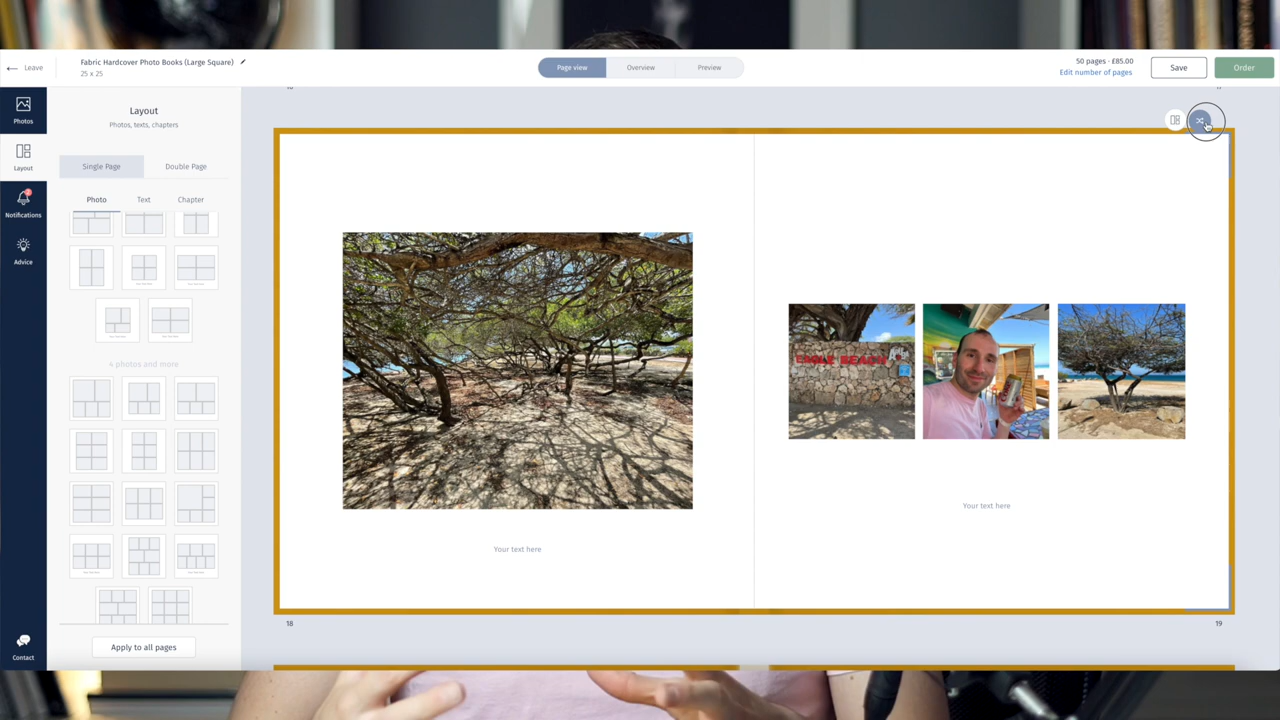 Leave
Fabric Hardcover Photo Books (Large Square)
25 x 25
Page view
Overview
Preview
50 pages · £85.00
Edit number of pages
Save
Order
Photos
Layout
Notifications
Advice
Contact
Layout
Photos, texts, chapters
Single Page
Double Page
Photo
Text
Chapter
4 photos and more
Apply to all pages
EAGLE BEACH
Your text here
Your text here
18
19